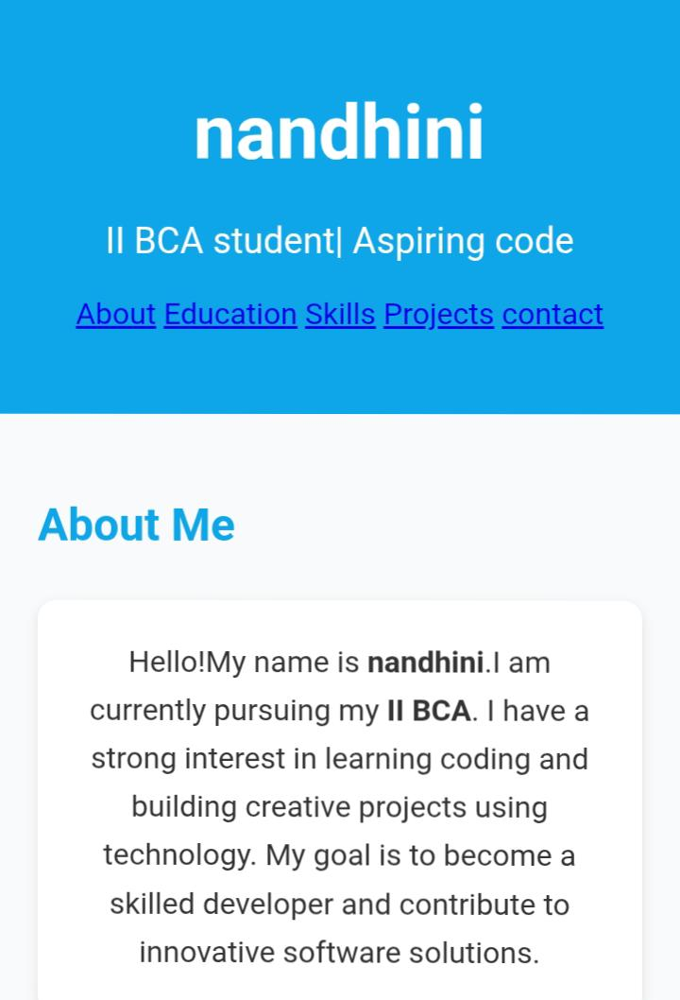 nandhini
II BCA student| Aspiring code
About Education Skills Projects contact
About Me
Hello!My name is nandhini.I am
currently pursuing my II BCA. I have a
strong interest in learning coding and
building creative projects using
technology. My goal is to become a
skilled developer and contribute to
innovative software solutions.